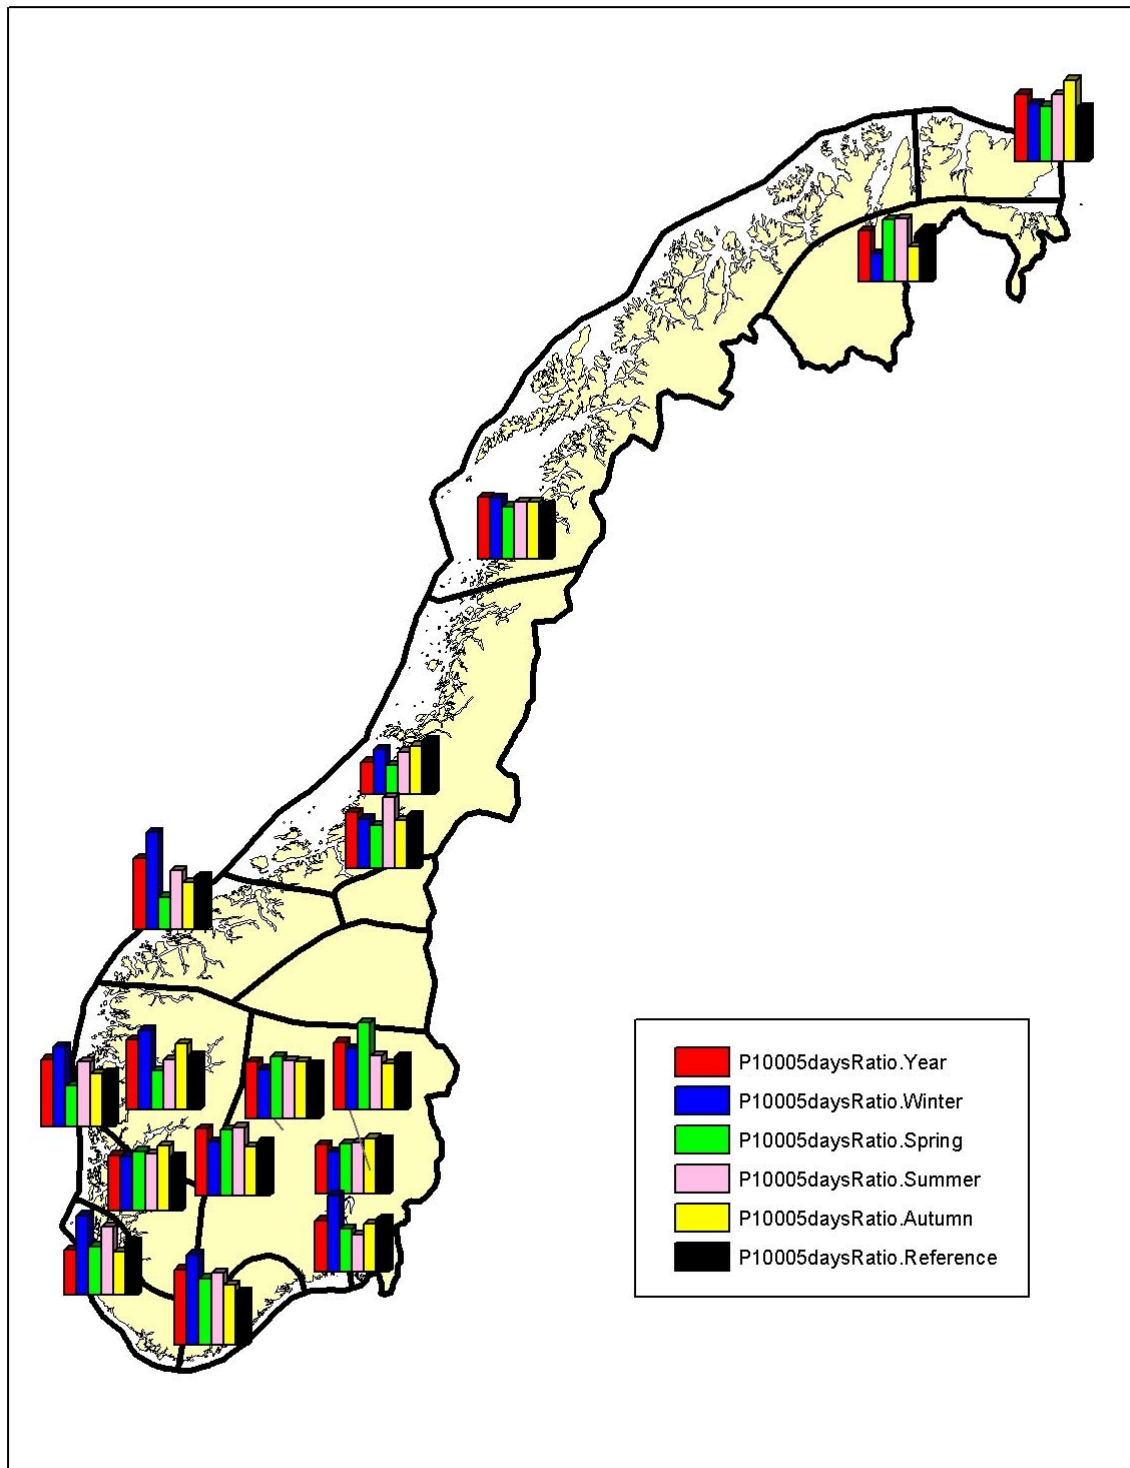 P10005daysRatio.Year
P10005daysRatio.Winter
P10005daysRatio.Spring
P10005daysRatio.Summer
P10005daysRatio.Autumn
P10005daysRatio.Reference